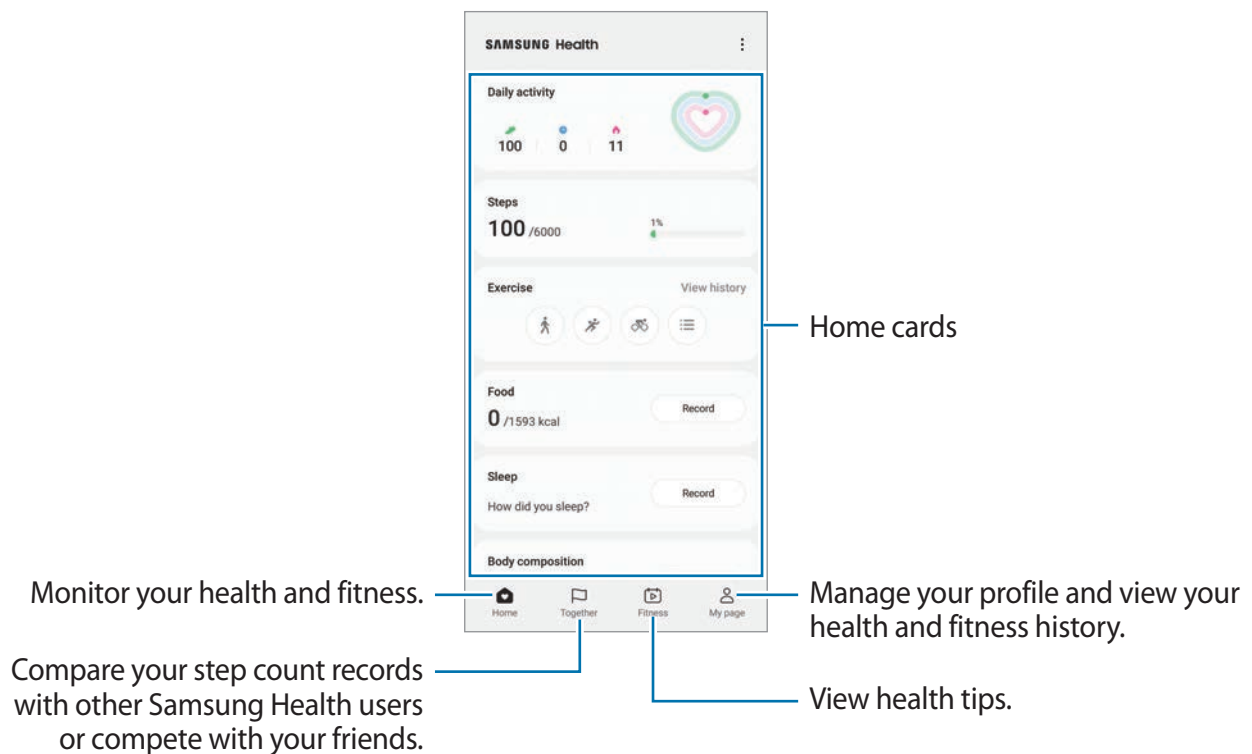 SAMSUNG Health
Daily activity
100 0 11
Steps
100 /6000
1%
Exercise
View history
Home cards
Food
0 /1593 kcal
Record
Sleep
How did you sleep?
Record
Body composition
Home
Together
Fitness
My page
Monitor your health and fitness.
Compare your step count records
with other Samsung Health users
or compete with your friends.
Manage your profile and view your
health and fitness history.
View health tips.